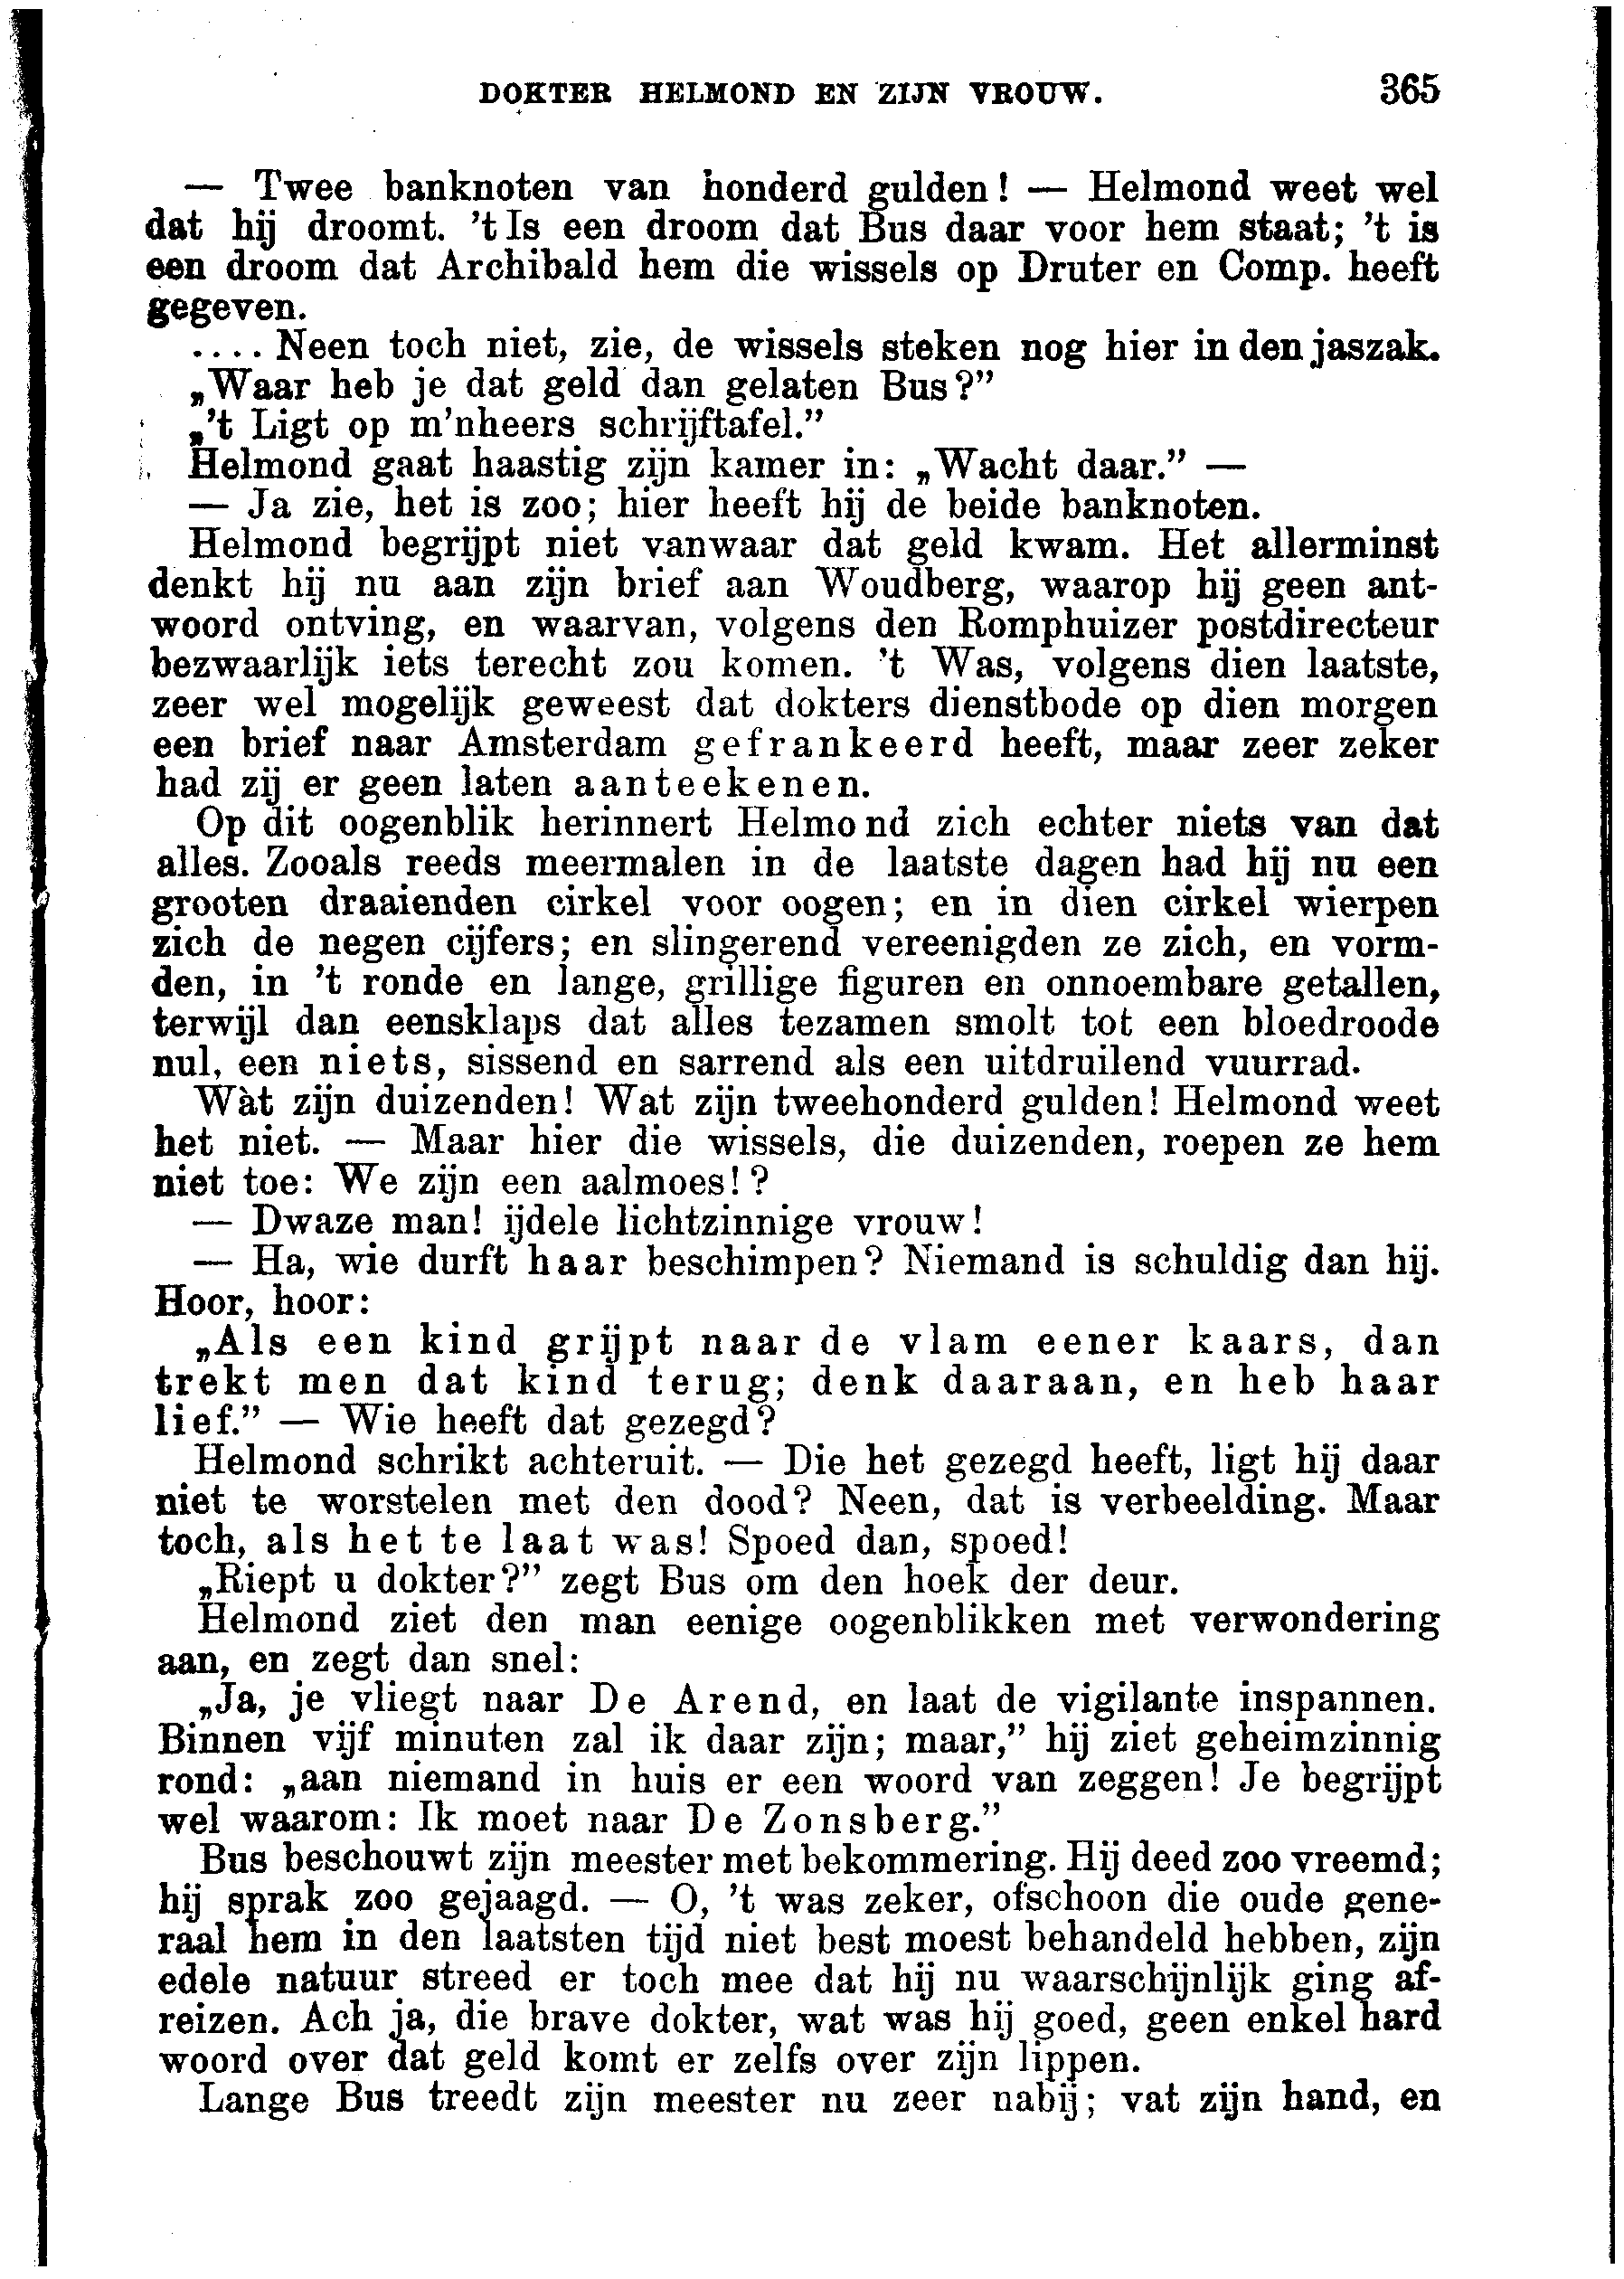 DOKTER HELMOND EN ZIJN VROUW. 365
— Twee banknoten van honderd gulden! — Helmond weet wel
dat hij droomt. 't Is een droom dat Bus daar voor hem staat; 't is
een droom dat Archibald hem die wissels op Druter en Comp. heeft
gegeven.
.... Neen toch niet, zie, de wissels steken nog hier in den jaszak.
„Waar heb je dat geld dan gelaten Bus?”
„'t Ligt op m'nheers schrijftafel.”
Helmond gaat haastig zijn kamer in: „Wacht daar.” —
— Ja zie, het is zoo; hier heeft hij de beide banknoten.
Helmond begrijpt niet vanwaar dat geld kwam. Het allerminst
denkt hij nu aan zijn brief aan Woudberg, waarop hij geen ant-
woord ontving, en waarvan, volgens den Romphuizer postdirecteur
bezwaarlijk iets terecht zou komen. 't Was, volgens dien laatste,
zeer wel mogelijk geweest dat dokters dienstbode op dien morgen
een brief naar Amsterdam gefrankeerd heeft, maar zeer zeker
had zij er geen laten aanteekenen.
Op dit oogenblik herinnert Helmond zich echter niets van dat
alles. Zooals reeds meermalen in de laatste dagen had hij nu een
grooten draaienden cirkel voor oogen; en in dien cirkel wierpen
zich de negen cijfers; en slingerend vereenigden ze zich, en vorm-
den, in 't ronde en lange, grillige figuren en onnoembare getallen,
terwijl dan eensklaps dat alles tezamen smolt tot een bloedroode
nul, een niets, sissend en sarrend als een uitdruilend vuurrad.
Wàt zijn duizenden! Wat zijn tweehonderd gulden! Helmond weet
het niet. — Maar hier die wissels, die duizenden, roepen ze hem
niet toe: We zijn een aalmoes!?
— Dwaze man! ijdele lichtzinnige vrouw!
— Ha, wie durft haar beschimpen? Niemand is schuldig dan hij.
Hoor, hoor:
„Als een kind grijpt naar de vlam eener kaars, dan
trekt men dat kind terug; denk daaraan, en heb haar
lief.” — Wie heeft dat gezegd?
Helmond schrikt achteruit. — Die het gezegd heeft, ligt hij daar
niet te worstelen met den dood? Neen, dat is verbeelding. Maar
toch, als het te laat was! Spoed dan, spoed!
„Riept u dokter?” zegt Bus om den hoek der deur.
Helmond ziet den man eenige oogenblikken met verwondering
aan, en zegt dan snel:
„Ja, je vliegt naar De Arend, en laat de vigilante inspannen.
Binnen vijf minuten zal ik daar zijn; maar,” hij ziet geheimzinnig
rond: „aan niemand in huis er een woord van zeggen! Je begrijpt
wel waarom: Ik moet naar De Zonsberg.”
Bus beschouwt zijn meester met bekommering. Hij deed zoo vreemd;
hij sprak zoo gejaagd. — O, 't was zeker, ofschoon die oude gene-
raal hem in den laatsten tijd niet best moest behandeld hebben, zijn
edele natuur streed er toch mee dat hij nu waarschijnlijk ging af-
reizen. Ach ja, die brave dokter, wat was hij goed, geen enkel hard
woord over dat geld komt er zelfs over zijn lippen.
Lange Bus treedt zijn meester nu zeer nabij; vat zijn hand, en